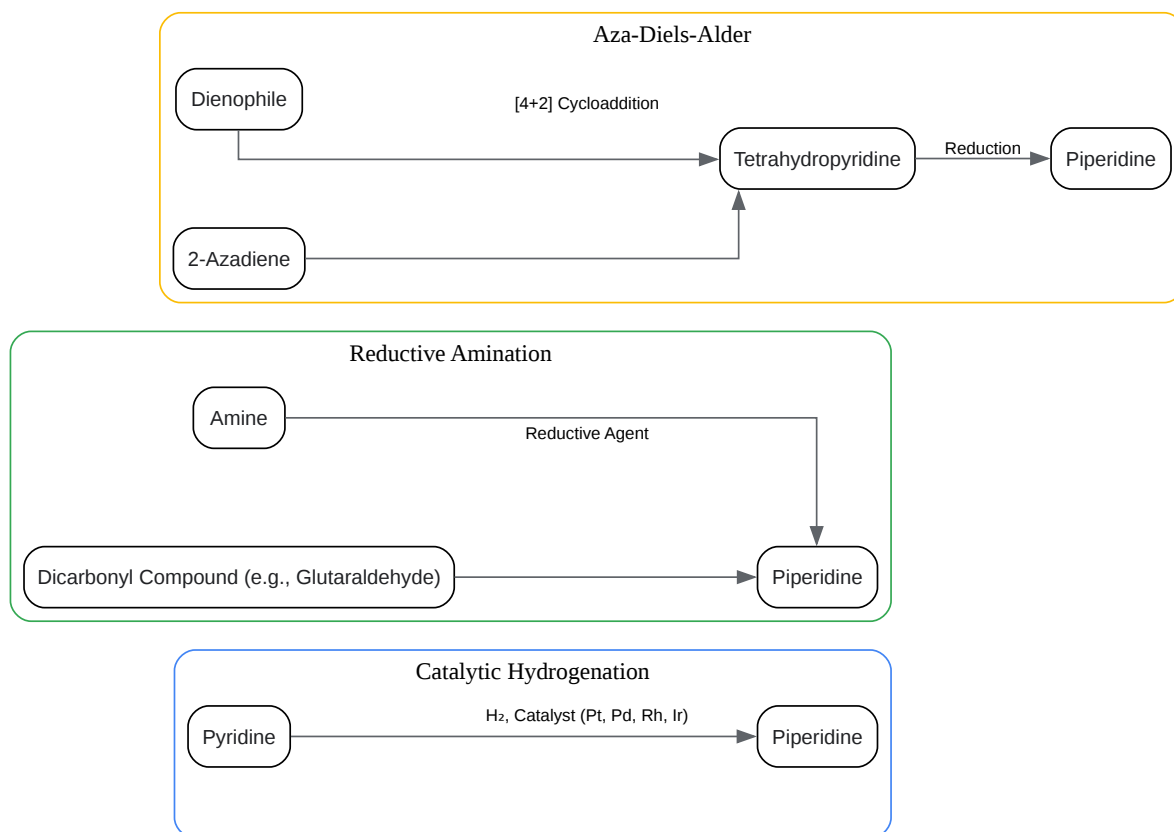 Aza-Diels-Alder
Dienophile
[4+2] Cycloaddition
Tetrahydropyridine
Reduction
Piperidine
2-Azadiene
Reductive Amination
Amine
Reductive Agent
Dicarbonyl Compound (e.g., Glutaraldehyde)
Piperidine
Catalytic Hydrogenation
Pyridine
H₂, Catalyst (Pt, Pd, Rh, Ir)
Piperidine